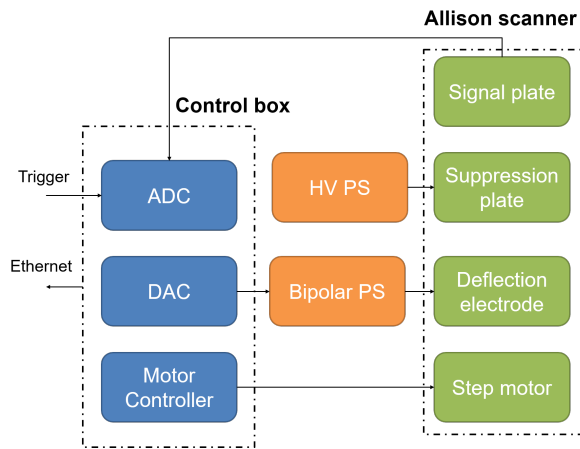 Allison scanner
Signal plate
Control box
Trigger
ADC
HV PS
Suppression
plate
Ethernet
DAC
Bipolar PS
Deflection
electrode
Motor
Controller
Step motor